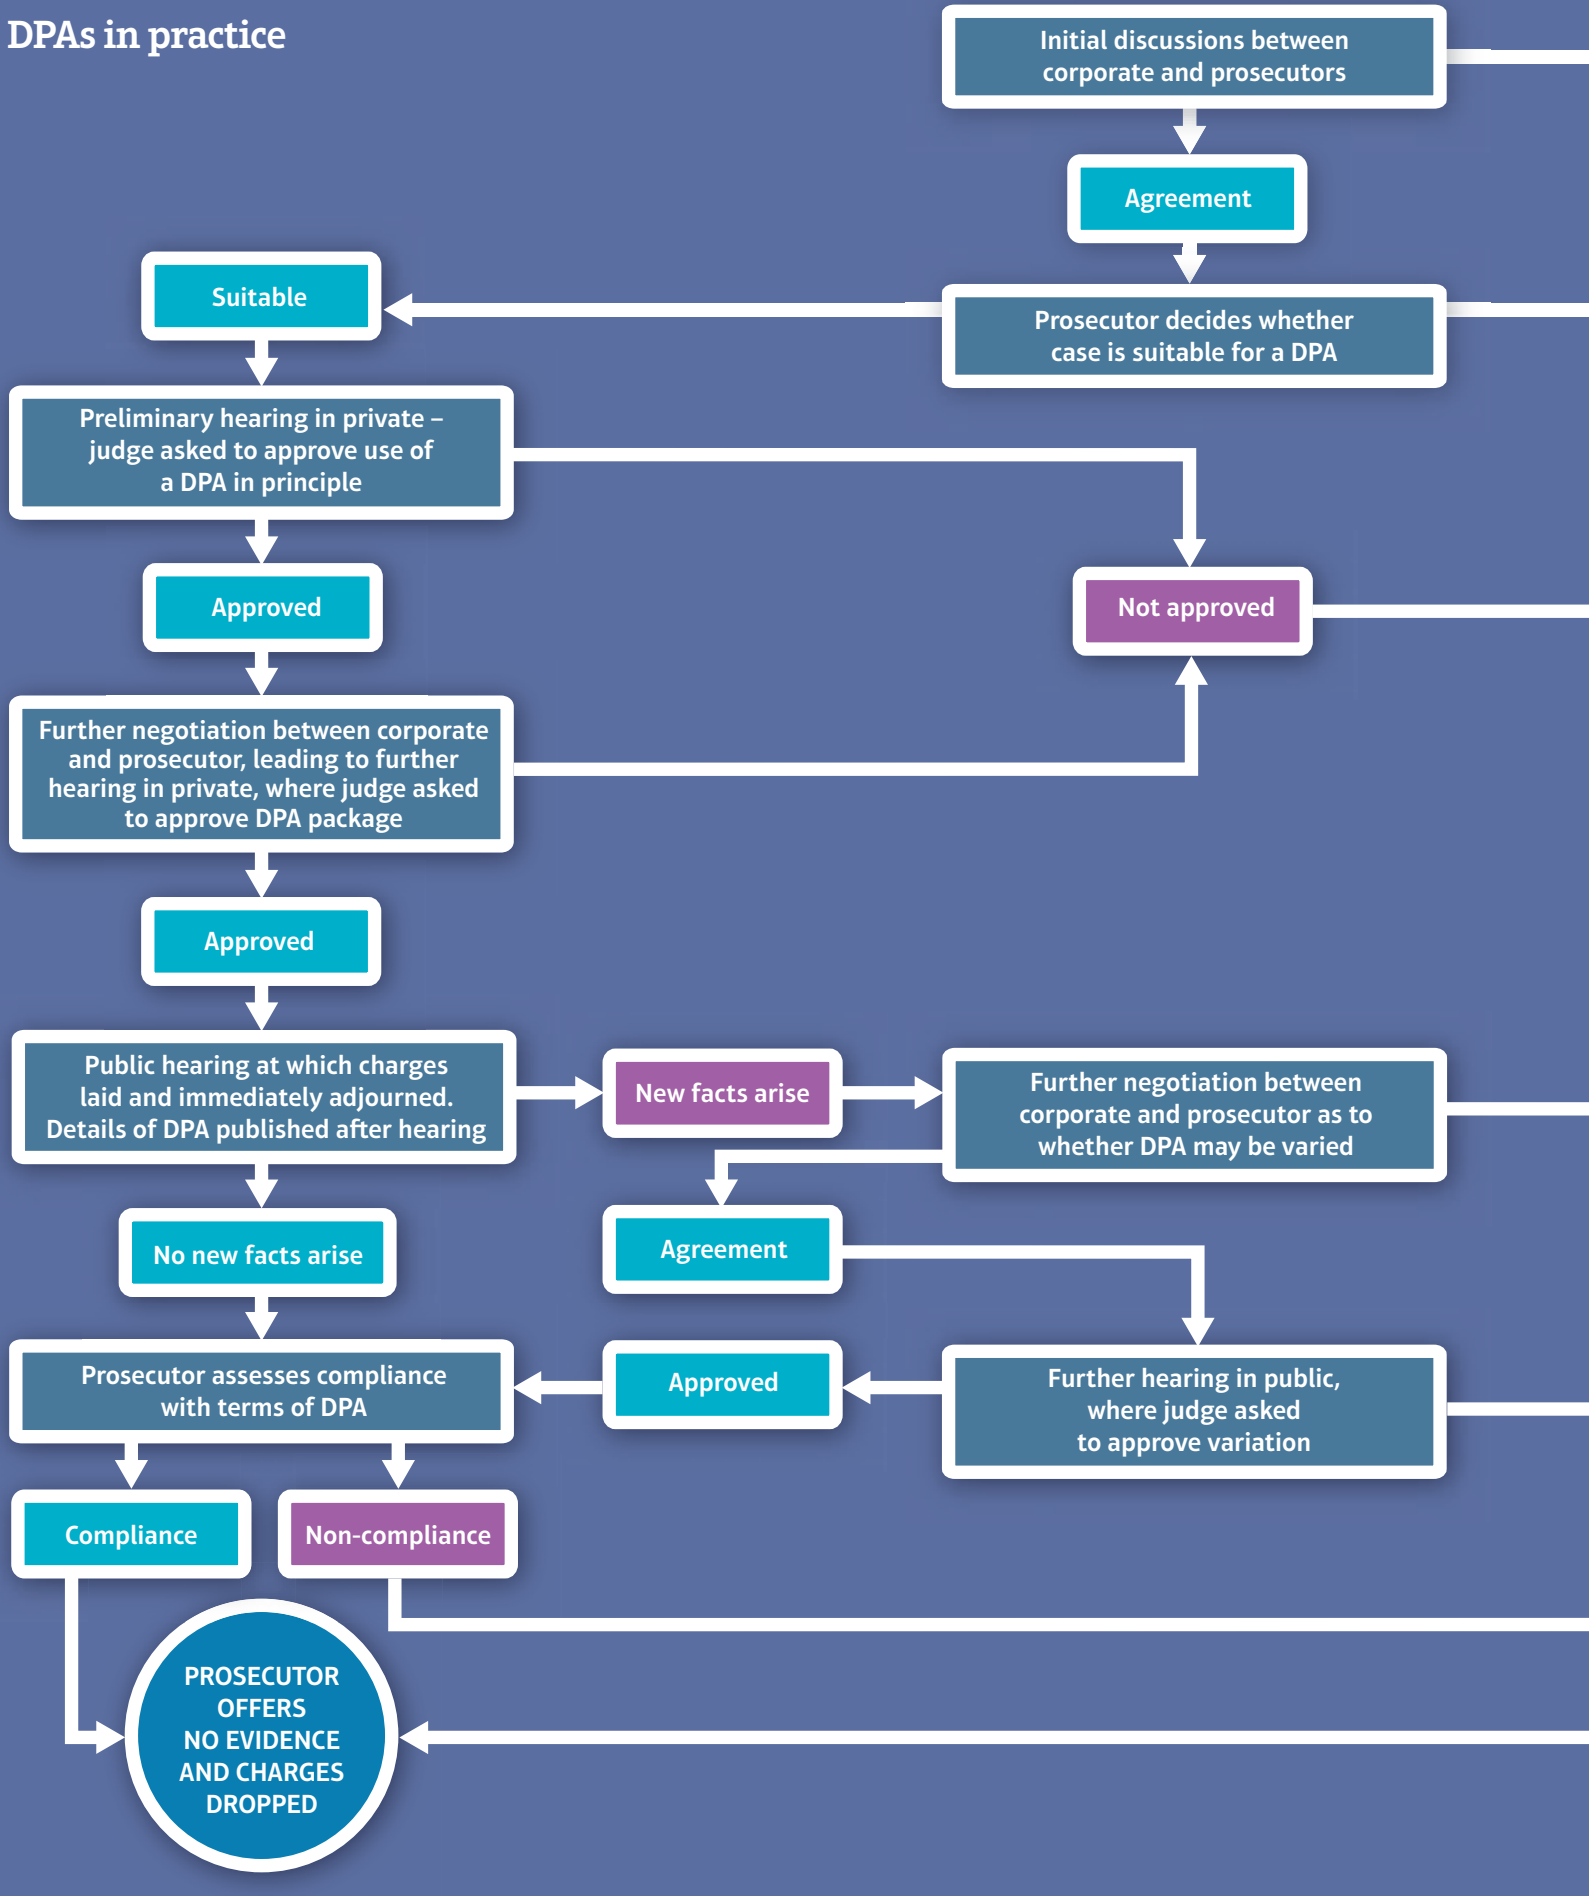 DPAs in practice
Initial discussions between
corporate and prosecutors
Agreement
Prosecutor decides whether
case is suitable for a DPA
Suitable
Preliminary hearing in private –
judge asked to approve use of
a DPA in principle
Approved
Not approved
Further negotiation between corporate
and prosecutor, leading to further
hearing in private, where judge asked
to approve DPA package
Approved
Public hearing at which charges
laid and immediately adjourned.
Details of DPA published after hearing
New facts arise
Further negotiation between
corporate and prosecutor as to
whether DPA may be varied
No new facts arise
Agreement
Prosecutor assesses compliance
with terms of DPA
Approved
Further hearing in public,
where judge asked
to approve variation
Compliance
Non-compliance
PROSECUTOR
OFFERS
NO EVIDENCE
AND CHARGES
DROPPED